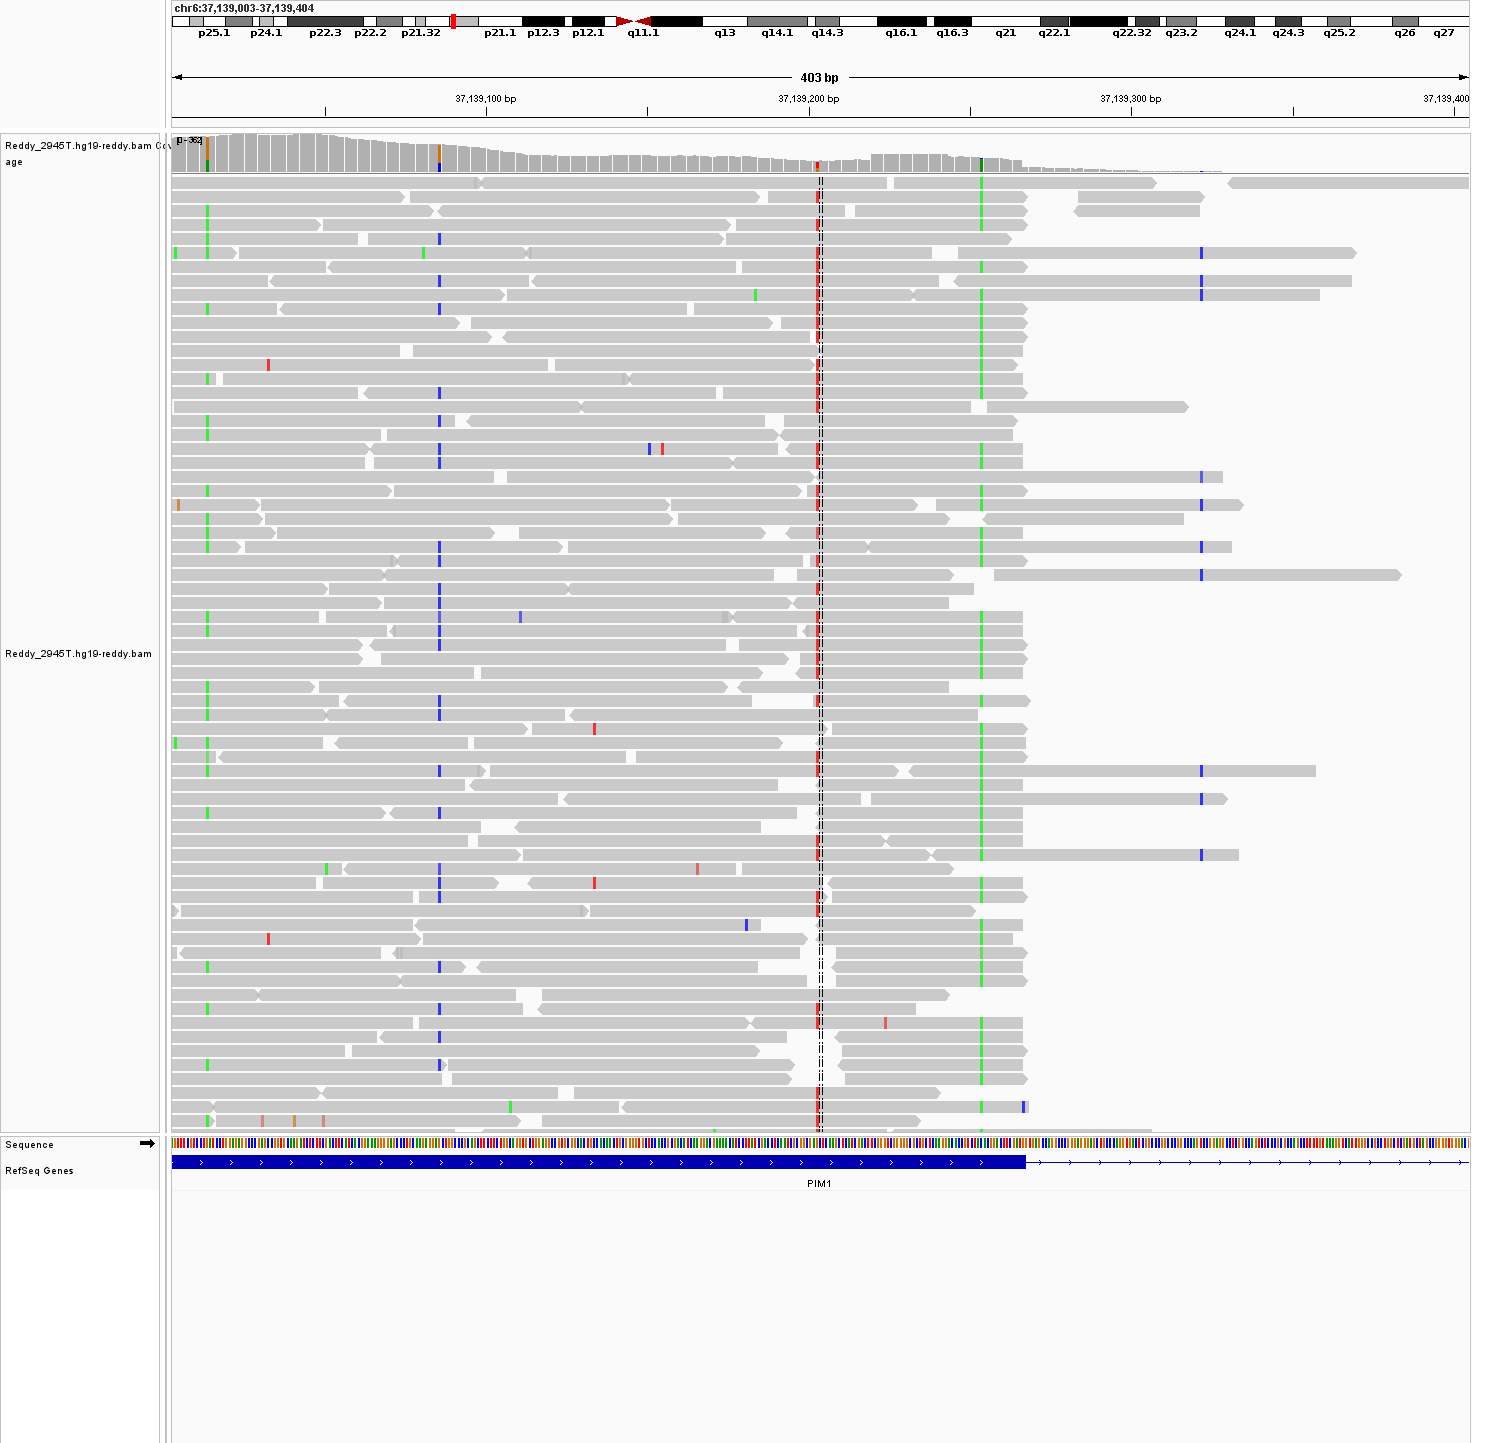 chr6:37,139,003-37,139,404
p25.1 p24.1 p22.3 p22.2 p21.32 p21.1 p12.3 p12.1 q11.1 q13 q14.1 q14.3 q16.1 q16.3 q21 q22.1 q22.32 q23.2 q24.1 q24.3 q25.2 q26 q27
403 bp
37,139,100 bp 37,139,200 bp 37,139,300 bp 37,139,400
Reddy_2945T.hg19-reddy.bam Cov
age
[0 - 362]
Reddy_2945T.hg19-reddy.bam
Sequence
RefSeq Genes
PIM1